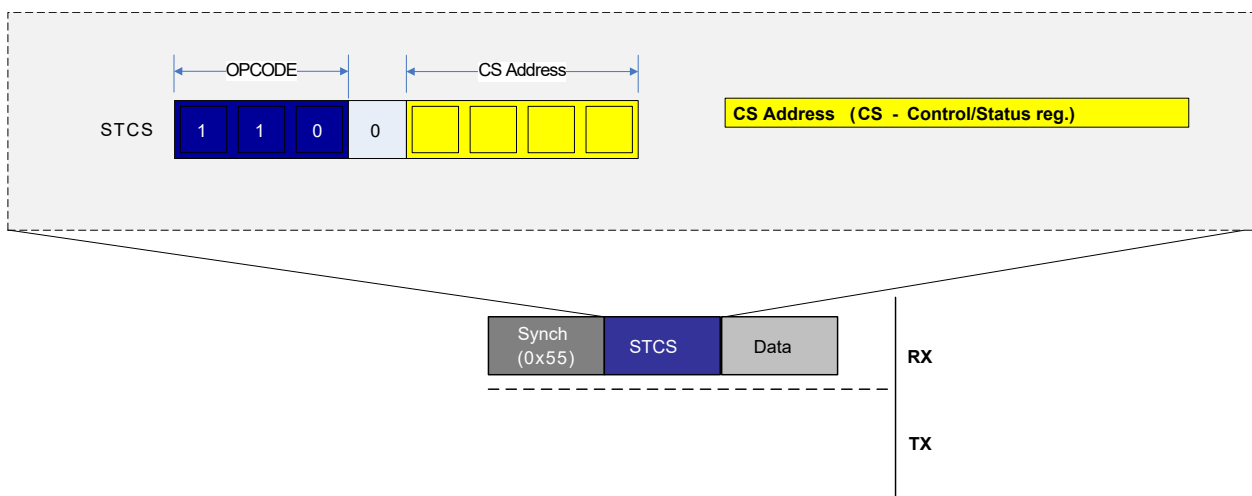 OPCODE CS Address
STCS 1 1 0 0 CS Address (CS - Control/Status reg.)
Synch
(0x55) STCS Data RX
TX